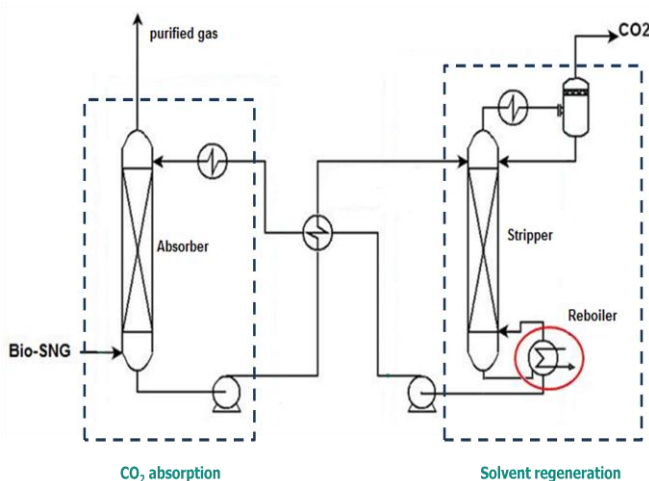 purified gas
CO2
Absorber
Stripper
Reboiler
Bio-SNG
CO₂ absorption
Solvent regeneration